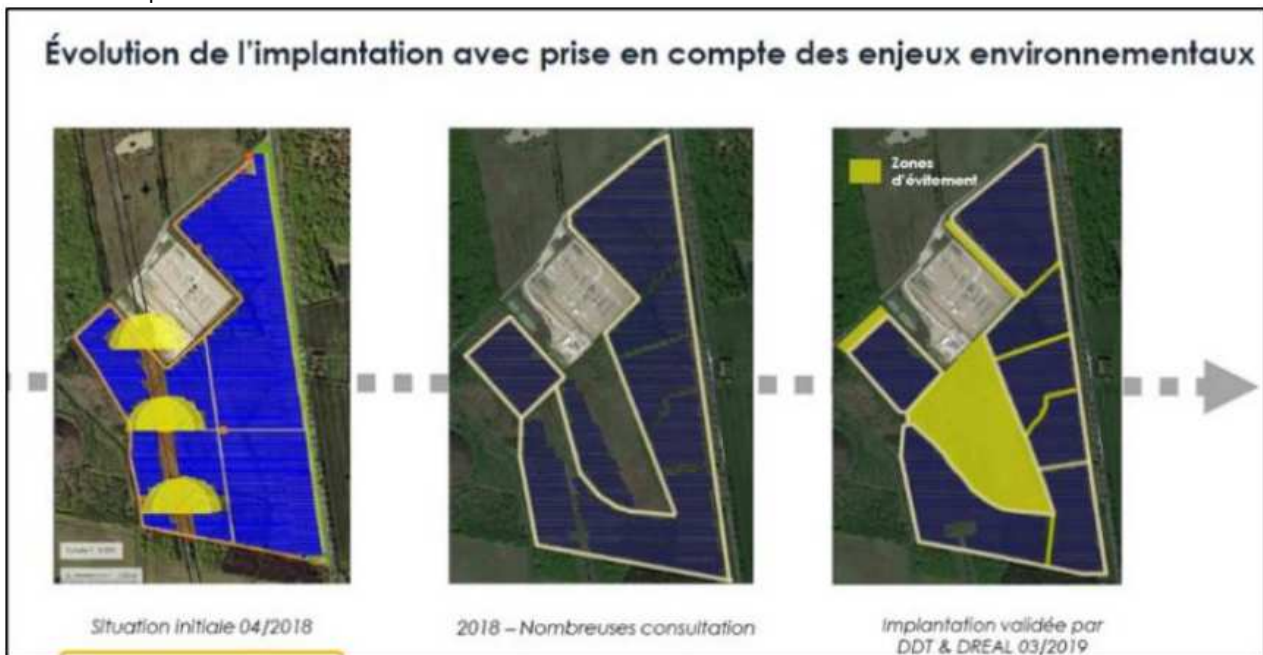 Évolution de l'implantation avec prise en compte des enjeux environnementaux
Zones
d'évitement
Situation initiale 04/2018
2018 – Nombreuses consultation
Implantation validée par
DDT & DREAL 03/2019